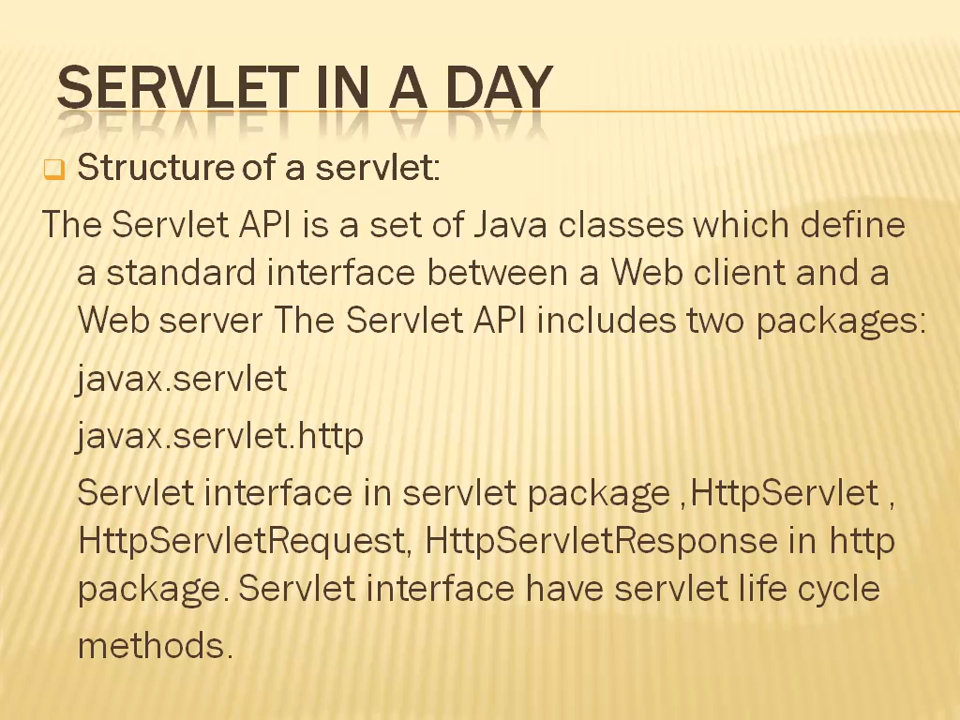 SERVLET IN A DAY
Structure of a servlet:
The Servlet API is a set of Java classes which define
a standard interface between a Web client and a
Web server The Servlet API includes two packages:
javax.servlet
javax.servlet.http
Servlet interface in servlet package ,HttpServlet ,
HttpServletRequest, HttpServletResponse in http
package. Servlet interface have servlet life cycle
methods.